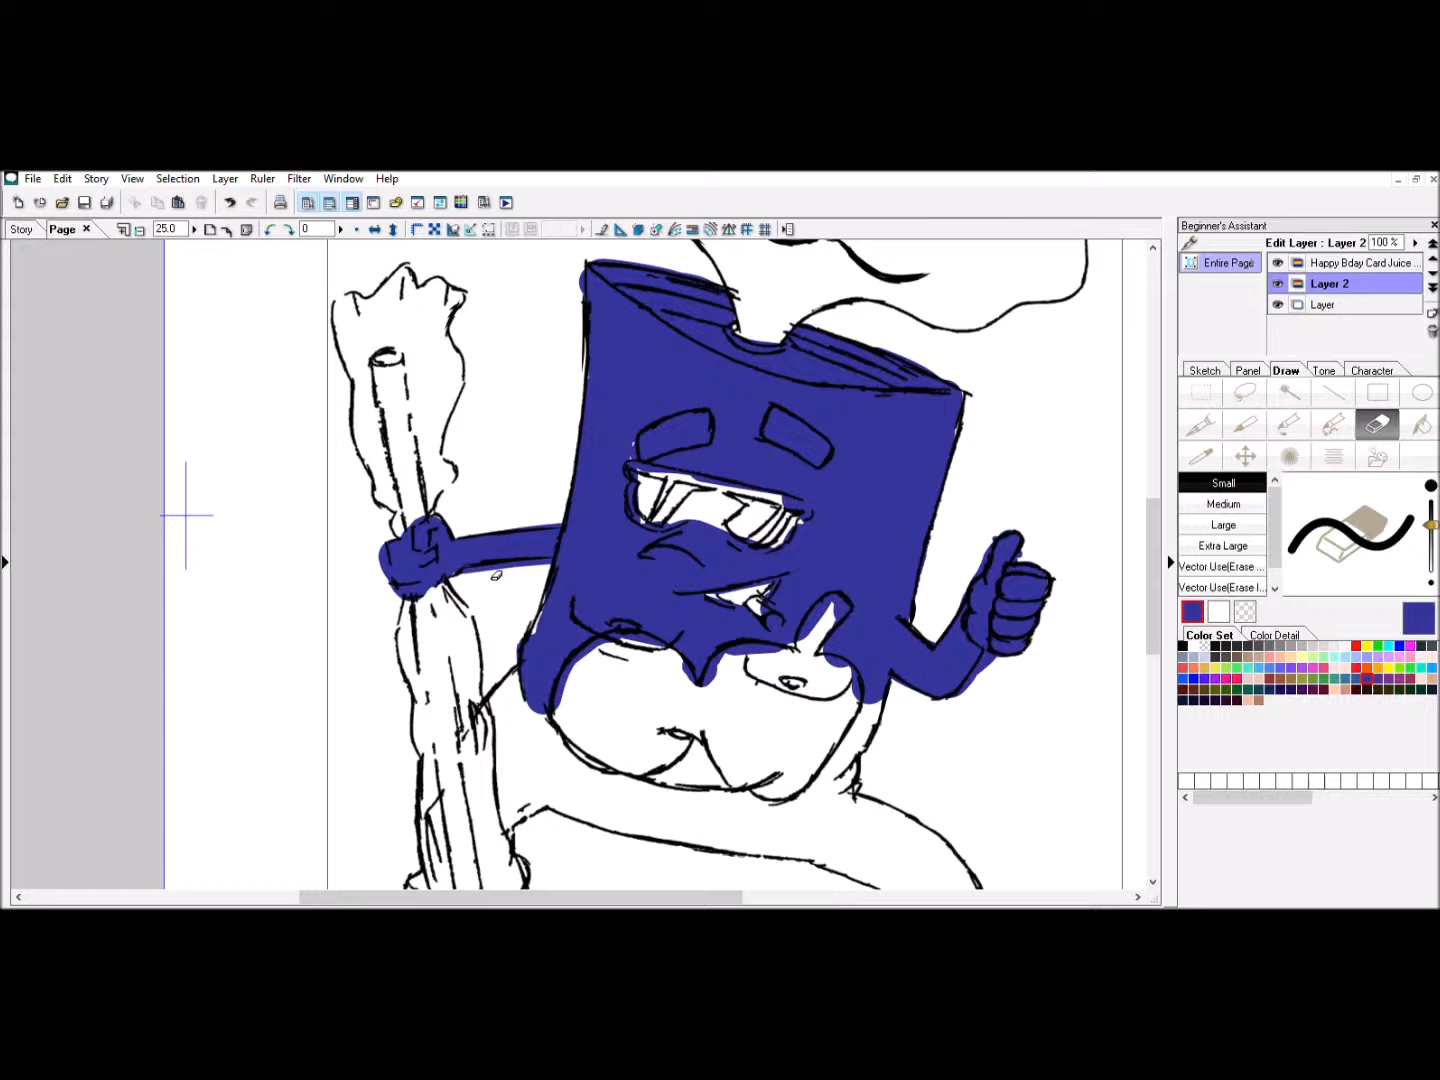 File Edit Story View Selection Layer Ruler Filter Window Help
Story Page 25.0 0
Beginner's Assistant
Edit Layer : Layer 2 100 %
Entire Page
Happy Bday Card Juice ...
Layer 2
Layer
Sketch Panel Draw Tone Character
Small
Medium
Large
Extra Large
Vector Use(Erase ...
Vector Use(Erase I...
Color Set Color Detail